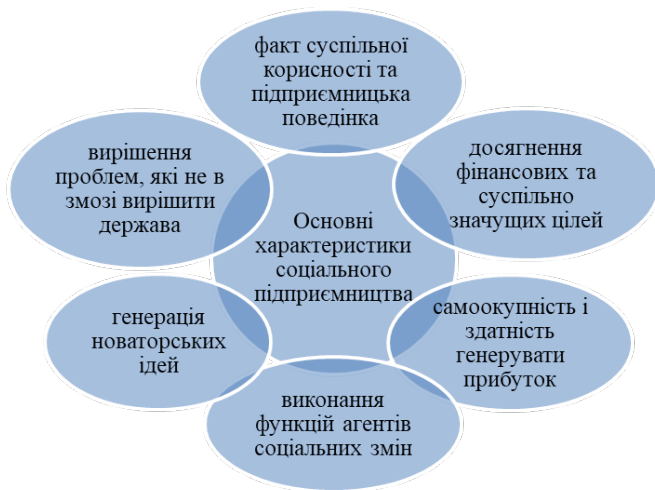 факт суспільної
корисності та
підприємницька
поведінка
досягнення
фінансових та
суспільно
значущих цілей
самоокупність і
здатність
генерувати
прибуток
виконання
функцій агентів
соціальних змін
генерація
новаторських
ідей
вирішення
проблем, які не в
змозі вирішити
держава
Основні
характеристики
соціального
підприємництва